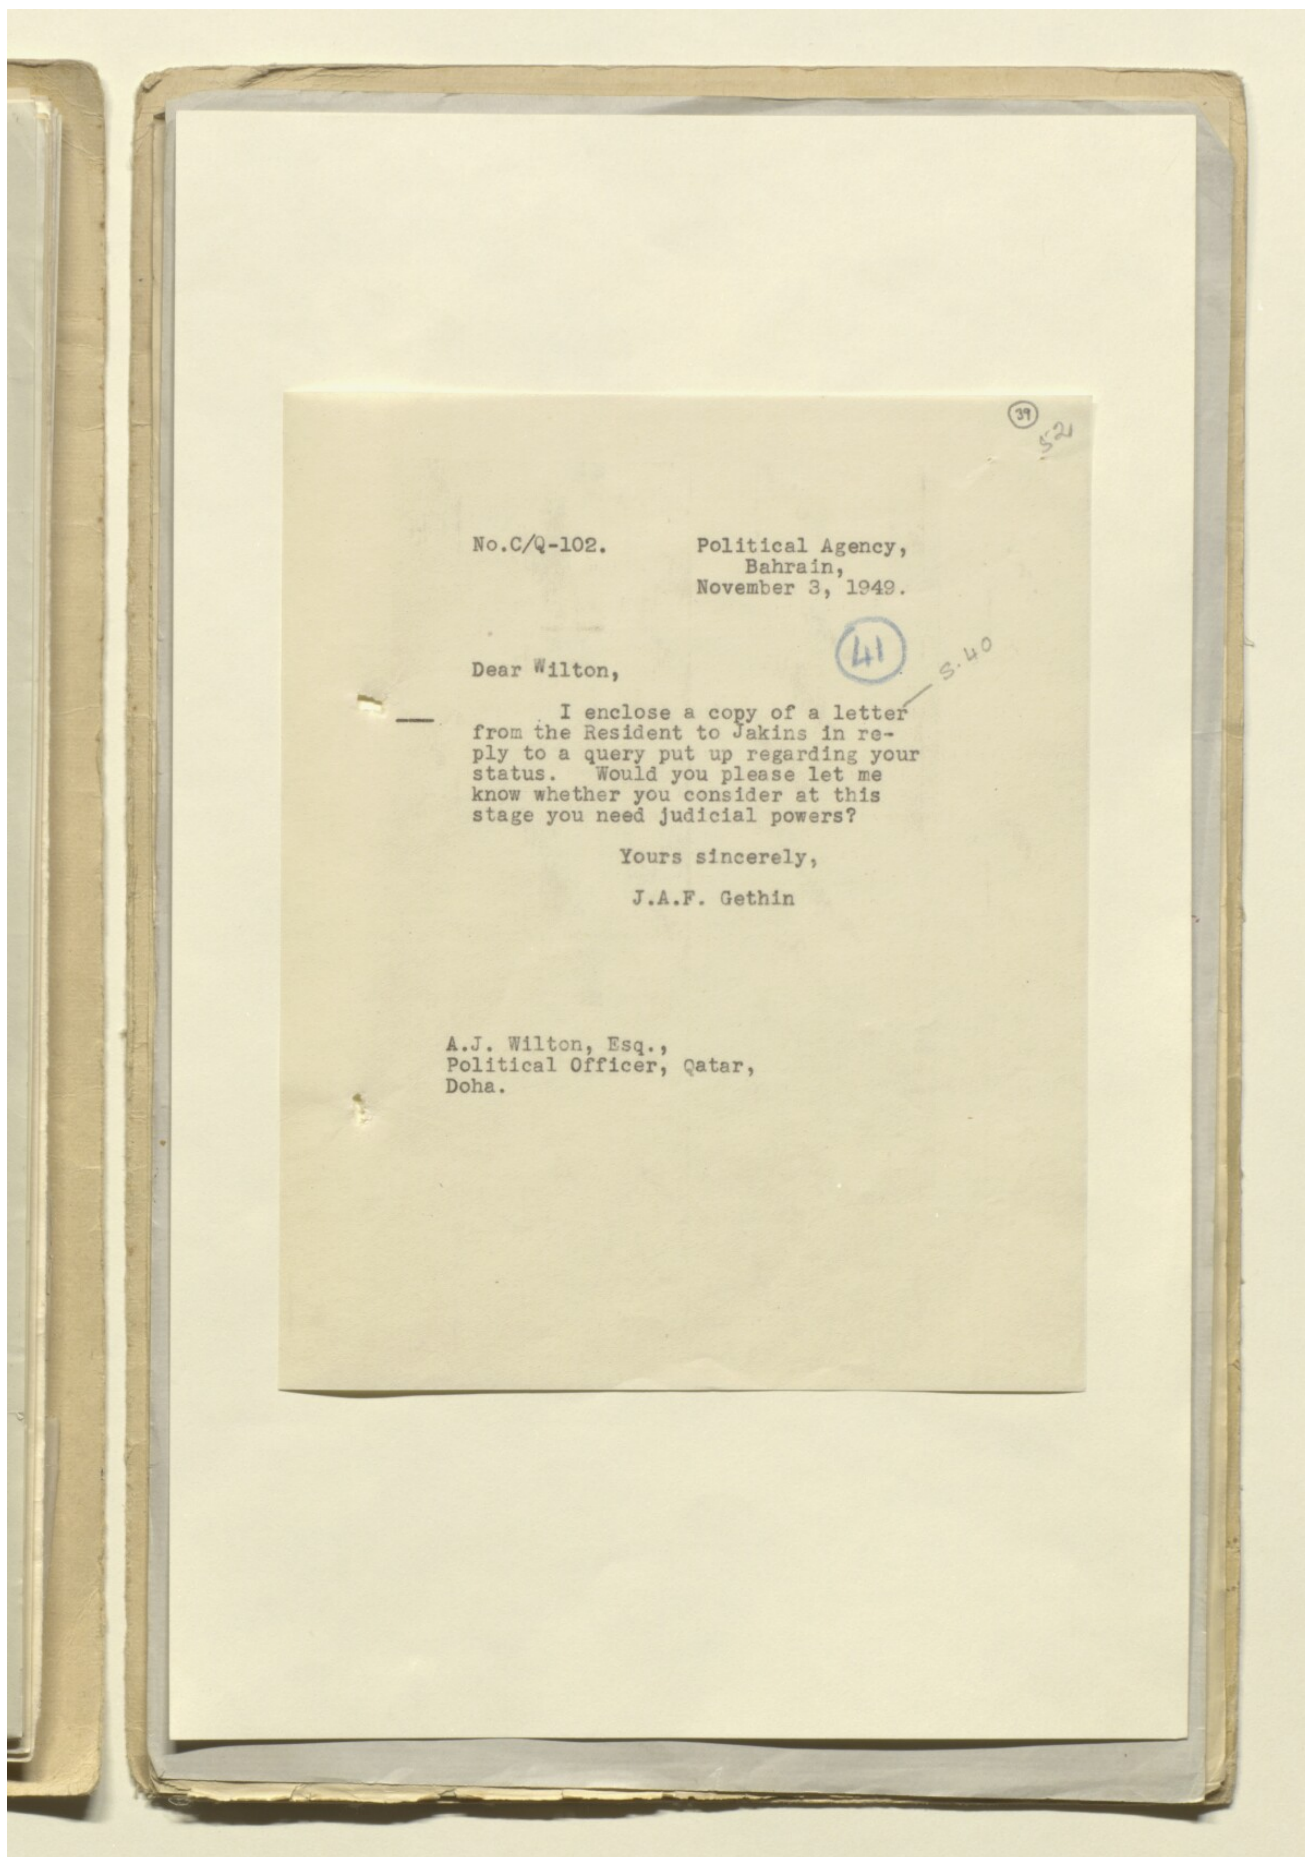 39
521
No.C/Q-102. Political Agency,
Bahrain,
November 3, 1949.
41
S.40
Dear Wilton,
I enclose a copy of a letter
from the Resident to Jakins in re-
ply to a query put up regarding your
status. Would you please let me
know whether you consider at this
stage you need judicial powers?
Yours sincerely,
J.A.F. Gethin
A.J. Wilton, Esq.,
Political Officer, Qatar,
Doha.